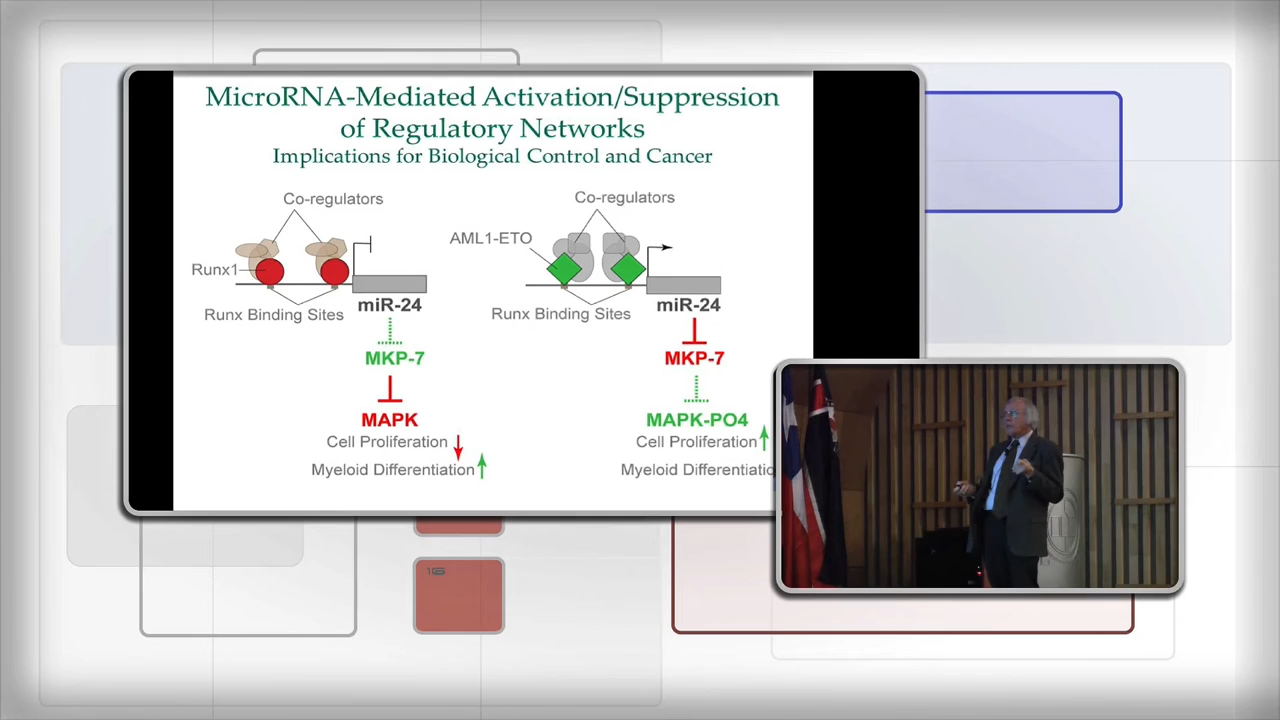 MicroRNA-Mediated Activation/Suppression
of Regulatory Networks
Implications for Biological Control and Cancer
Co-regulators
Runx1
Runx Binding Sites
miR-24
MKP-7
MAPK
Cell Proliferation
Myeloid Differentiation
Co-regulators
AML1-ETO
Runx Binding Sites
miR-24
MKP-7
MAPK-PO4
Cell Proliferation
Myeloid
16